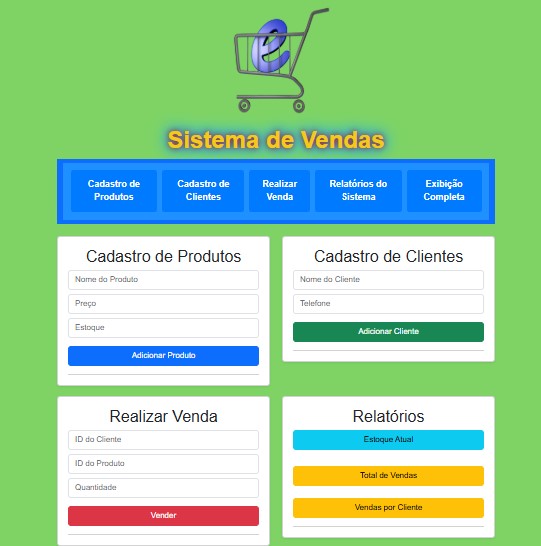 e
Sistema de Vendas
Cadastro de
Produtos
Cadastro de
Clientes
Realizar
Venda
Relatórios do
Sistema
Exibição
Completa
Cadastro de Produtos
Nome do Produto
Preço
Estoque
Adicionar Produto
Cadastro de Clientes
Nome do Cliente
Telefone
Adicionar Cliente
Realizar Venda
ID do Cliente
ID do Produto
Quantidade
Vender
Relatórios
Estoque Atual
Total de Vendas
Vendas por Cliente